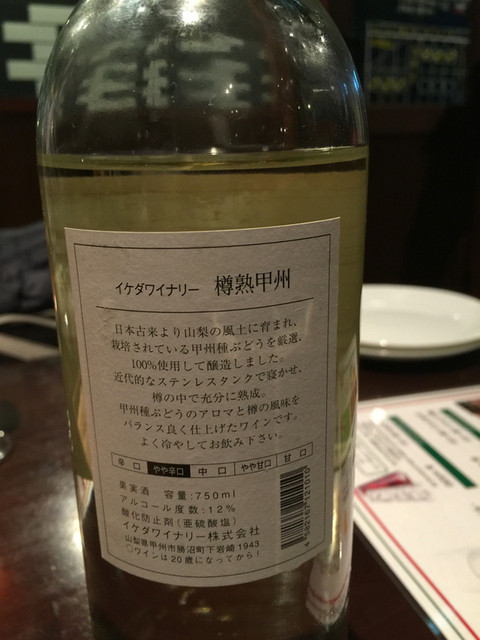 イケダワイナリー 樽熟甲州
日本古来より山梨の風土に育まれ、
栽培されている甲州種ぶどうを厳選、
100%使用して醸造しました。
近代的なステンレスタンクで寝かせ、
樽の中で充分に熟成。
甲州種ぶどうのアロマと樽の風味を
バランス良く仕上げたワインです。
よく冷やしてお飲み下さい。
辛口 やや辛口 中口 やや甘口 甘口
果実酒 容量:750ml
アルコール度数:12%
酸化防止剤(亜硫酸塩)
イケダワイナリー株式会社
山梨県甲州市勝沼町下岩崎1943
○ワインは20歳になってから!